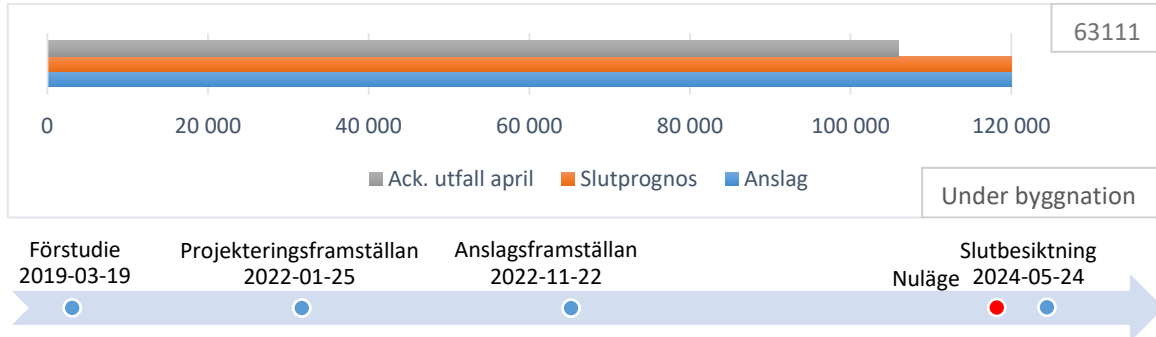 63111
0 20 000 40 000 60 000 80 000 100 000 120 000
Ack. utfall april Slutprognos Anslag
Under byggnation
Förstudie Projekteringsframställan Anslagsframställan Slutbesiktning
2019-03-19 2022-01-25 2022-11-22 Nuläge 2024-05-24